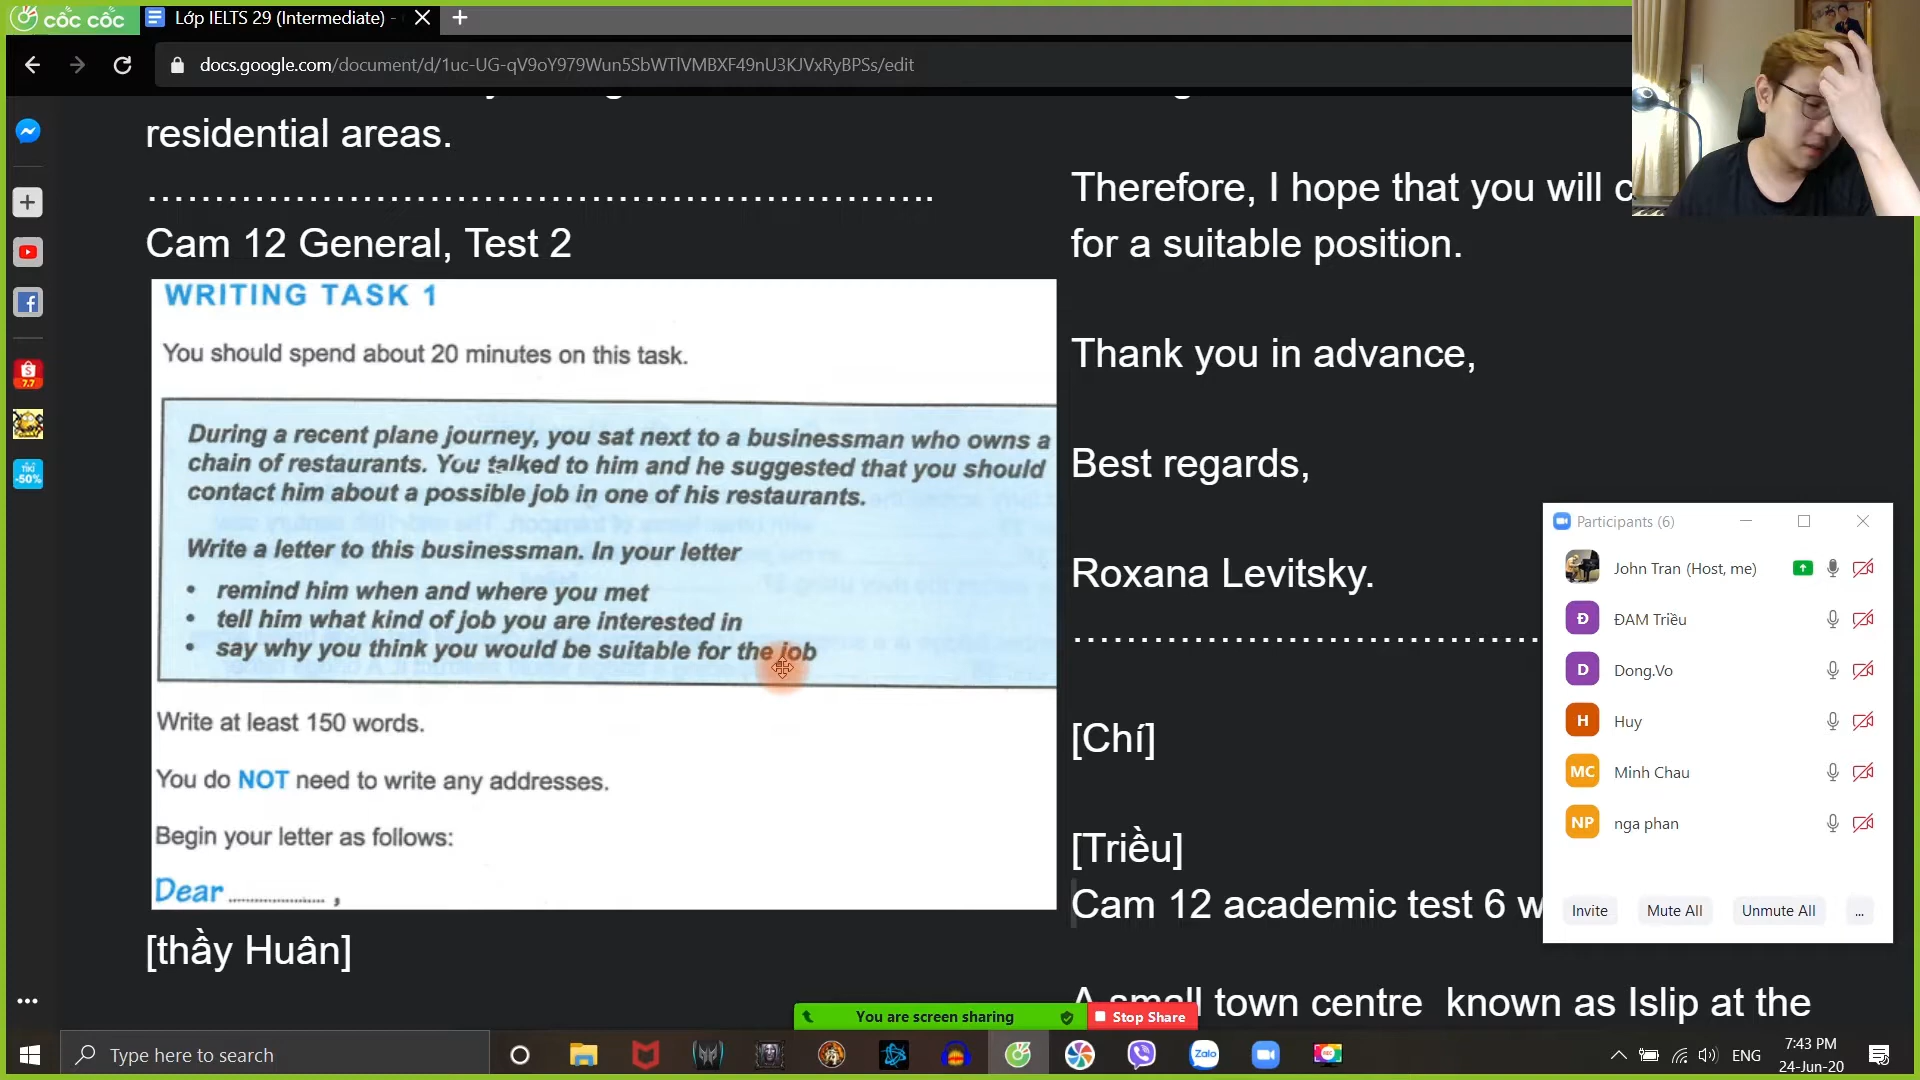 cốc cốc
Lớp IELTS 29 (Intermediate) -
docs.google.com/document/d/1uc-UG-qV9oY979Wun5SbWTlVMBXF49nU3KJVxRyBPSs/edit
residential areas.
Cam 12 General, Test 2
WRITING TASK 1
You should spend about 20 minutes on this task.
During a recent plane journey, you sat next to a businessman who owns a
chain of restaurants. You talked to him and he suggested that you should
contact him about a possible job in one of his restaurants.
Write a letter to this businessman. In your letter
• remind him when and where you met
• tell him what kind of job you are interested in
• say why you think you would be suitable for the job
Write at least 150 words.
You do NOT need to write any addresses.
Begin your letter as follows:
Dear ...................... ,
[thầy Huân]
Therefore, I hope that you will c
for a suitable position.
Thank you in advance,
Best regards,
Roxana Levitsky.
[Chí]
[Triều]
Cam 12 academic test 6 w
A small town centre known as Islip at the
Participants (6)
John Tran (Host, me)
Đ ĐAM Triều
D Dong.Vo
H Huy
MC Minh Chau
NP nga phan
Invite Mute All Unmute All ...
7.7
TIKI
-50%
You are screen sharing Stop Share
Type here to search
Zalo
ENG
7:43 PM
24-Jun-20